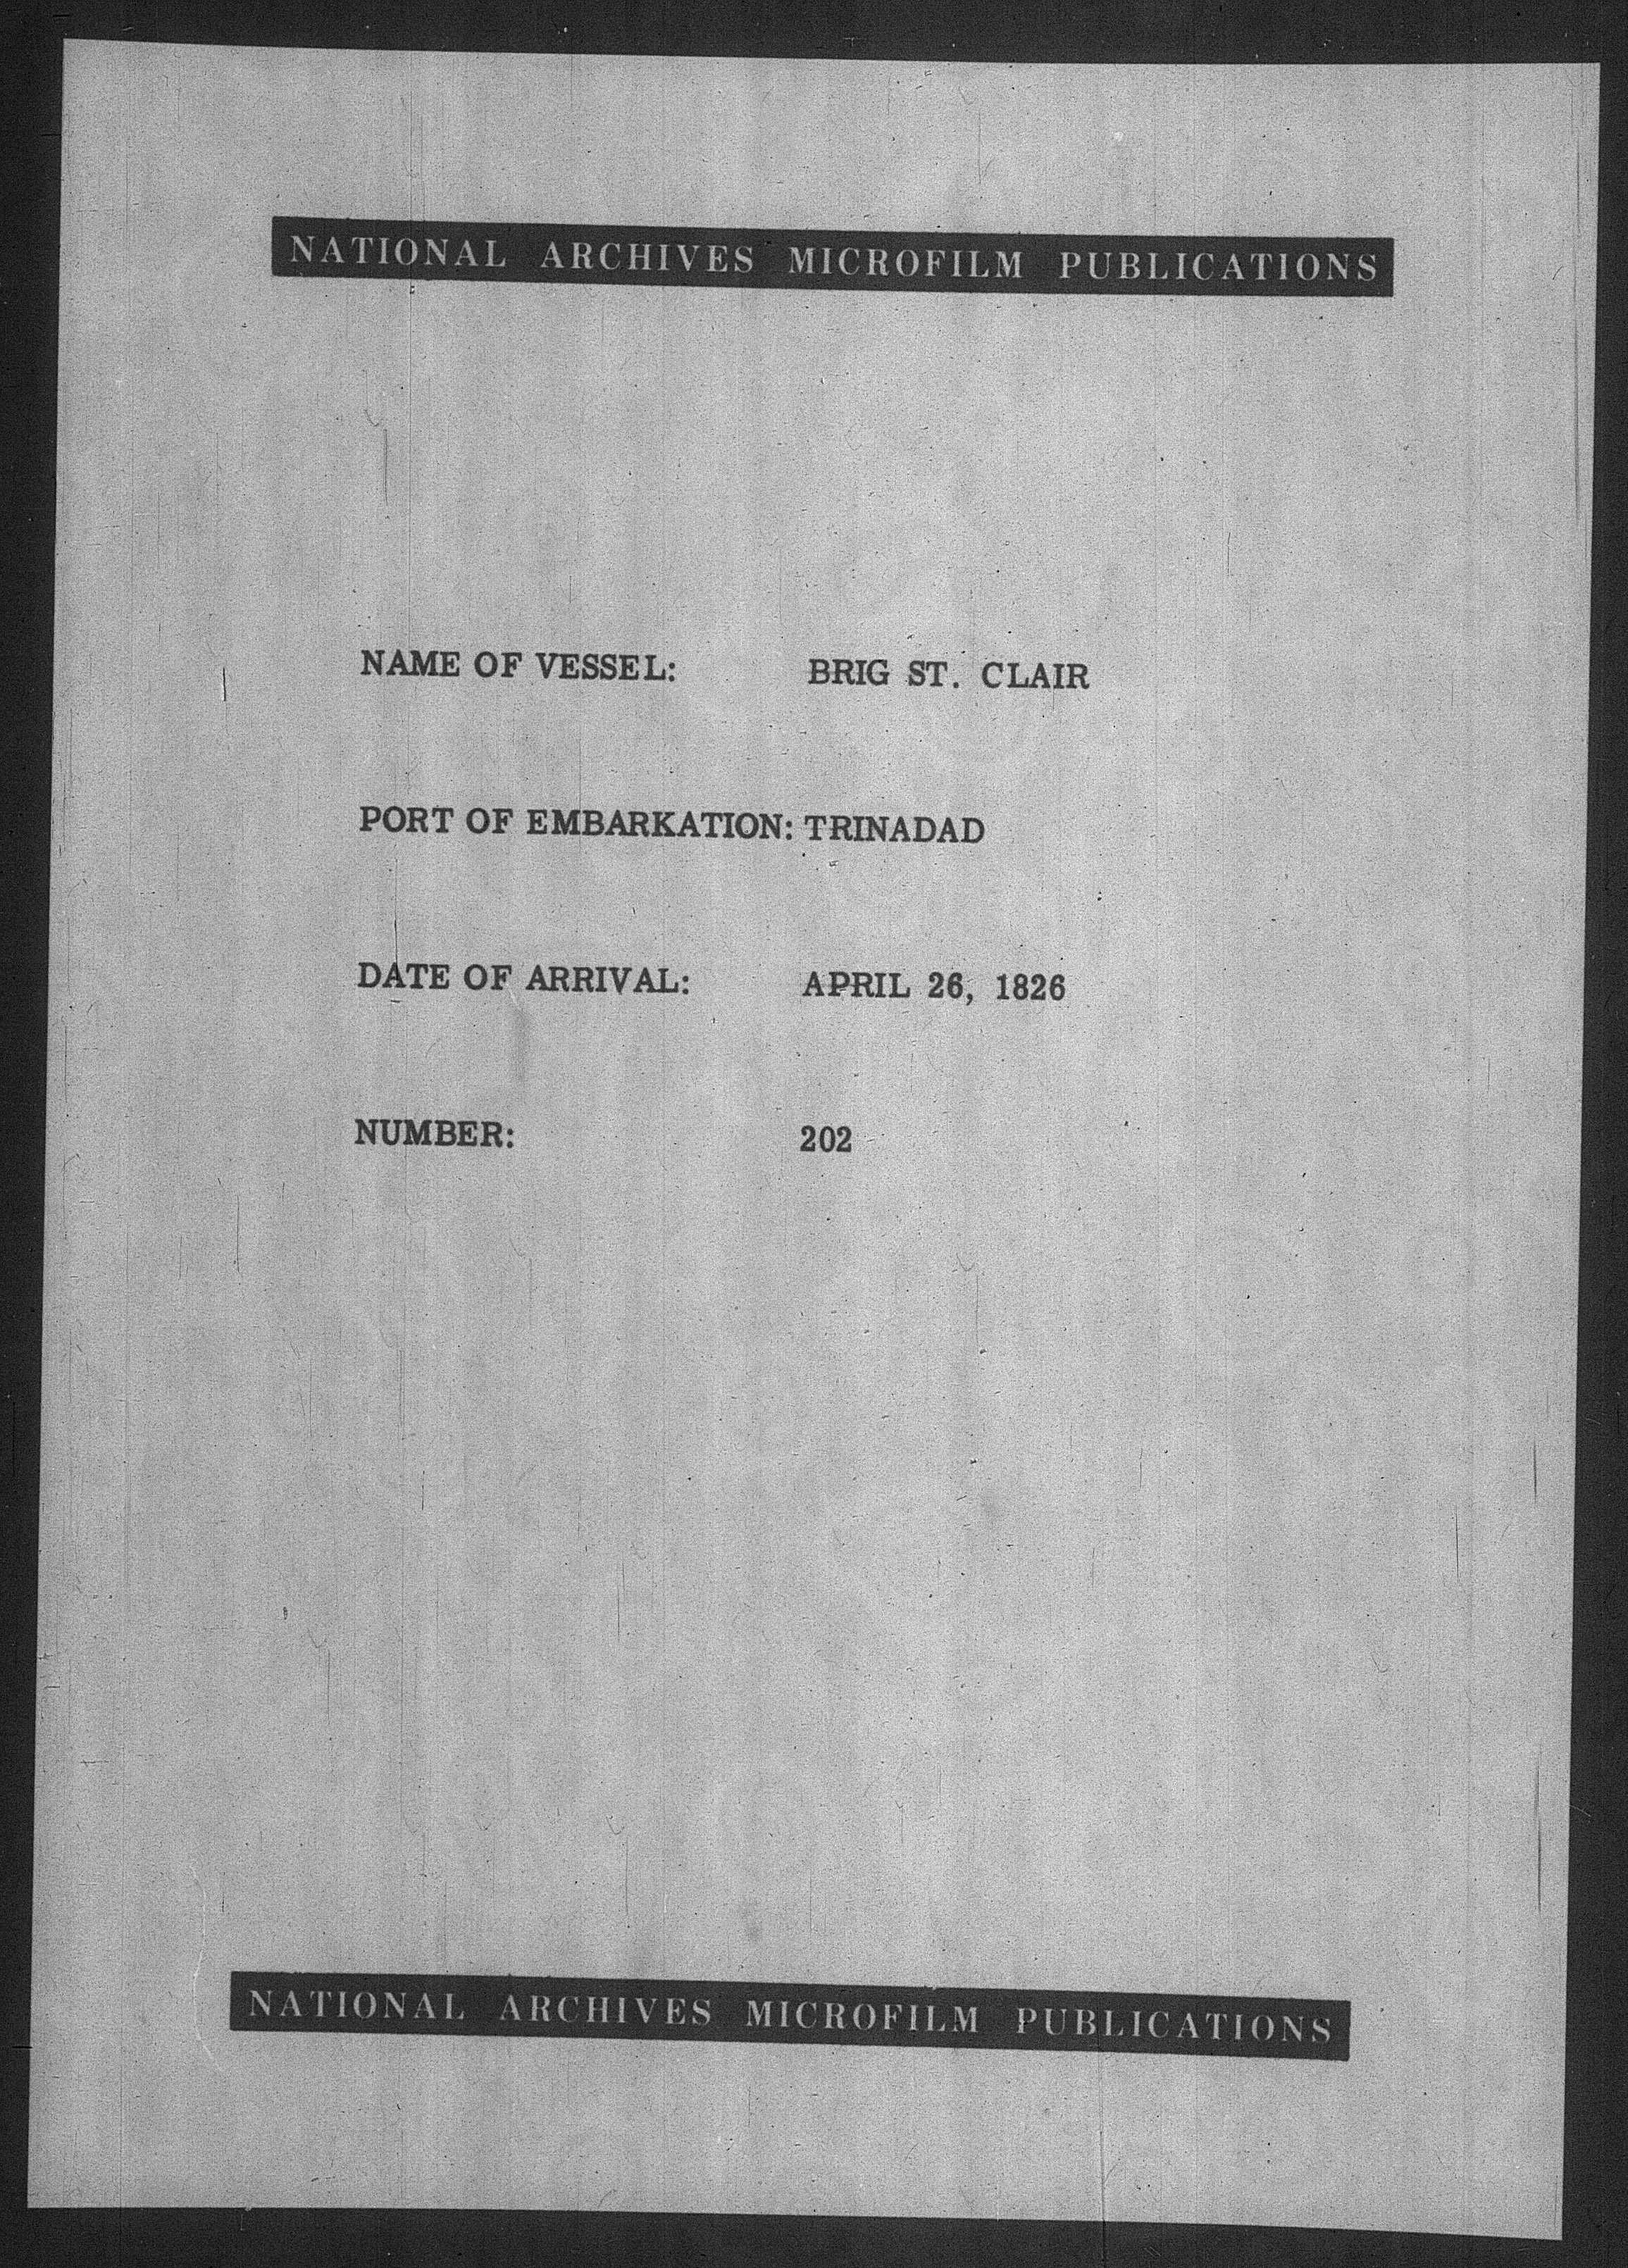 NATIONAL ARCHIVES MICROFILM PUBLICATIONS
NAME OF VESSEL: BRIG ST. CLAIR
PORT OF EMBARKATION: TRINADAD
DATE OF ARRIVAL: APRIL 26, 1826
NUMBER: 202
NATIONAL ARCHIVES MICROFILM PUBLICATIONS